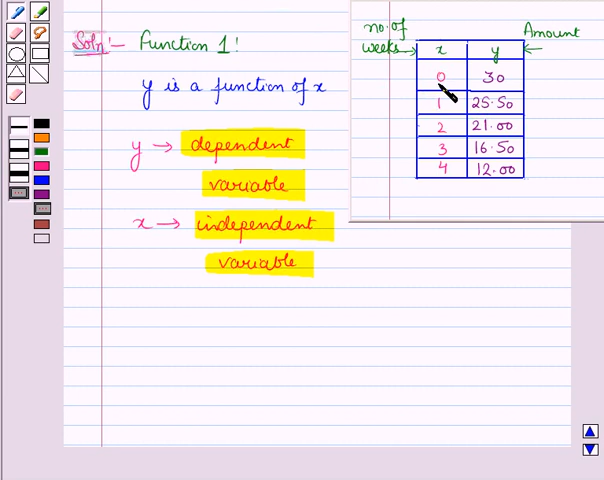 Soln:- Function 1:
y is a function of x
y → dependent
variable
x → independent
variable
no. of
weeks → x y ← Amount
0 30
1 25.50
2 21.00
3 16.50
4 12.00